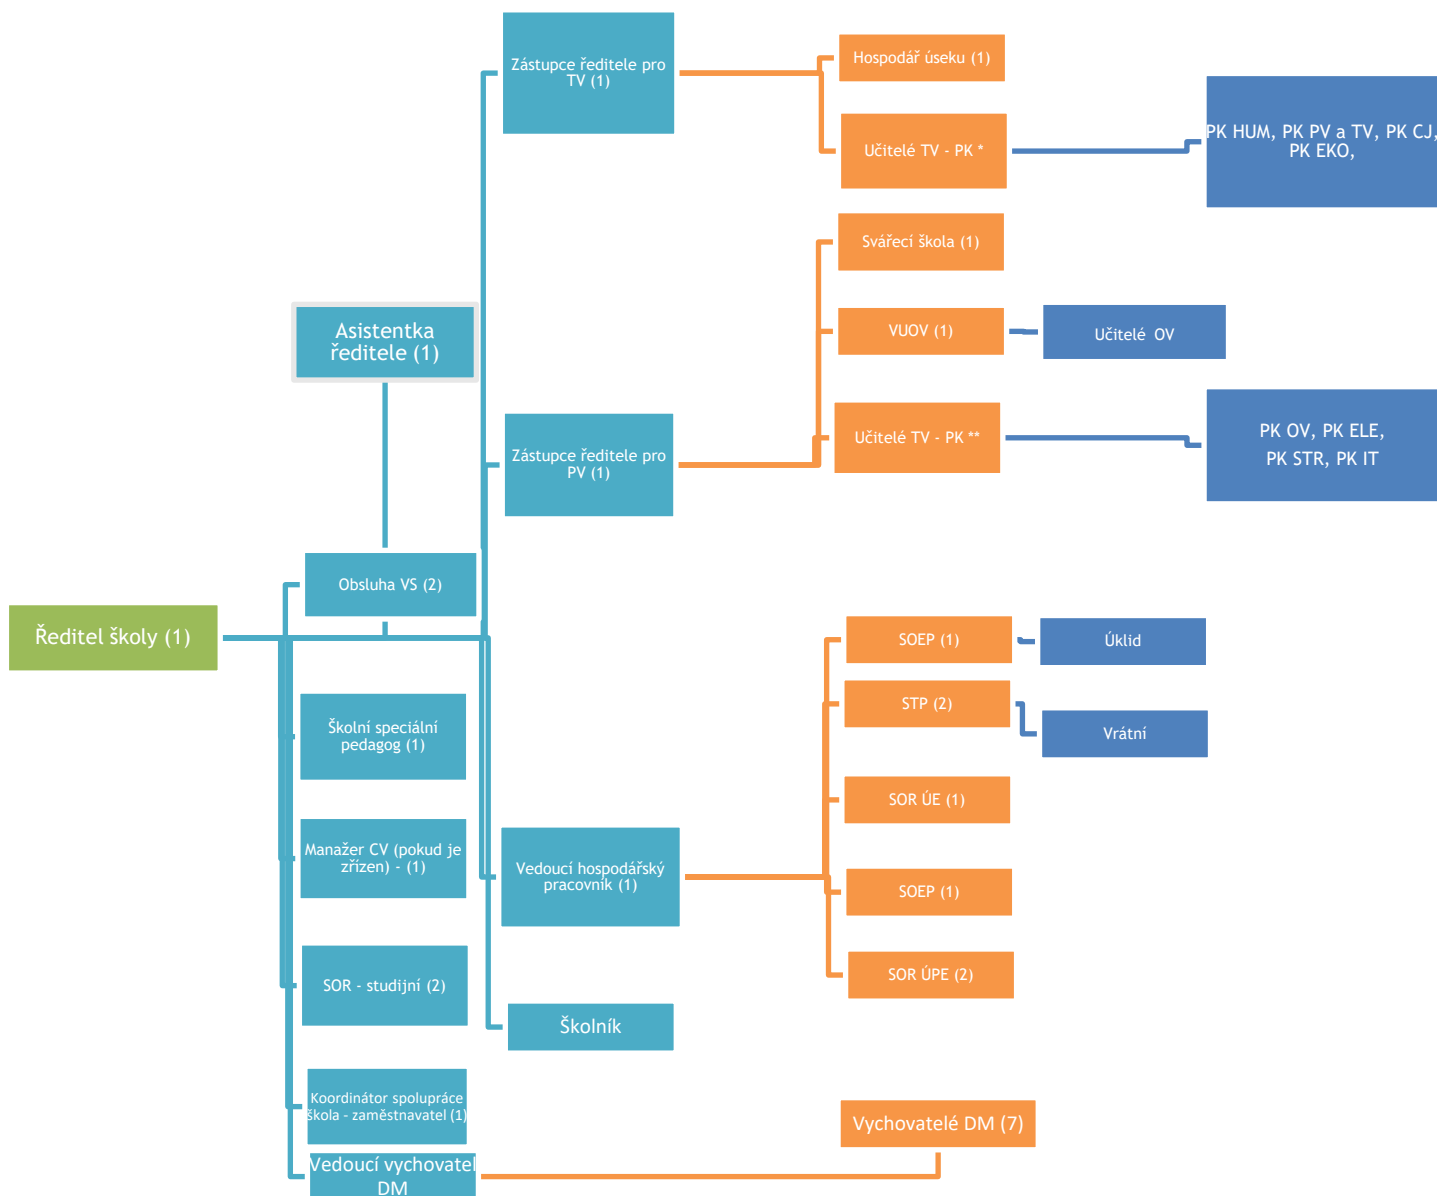 Zástupce ředitele pro
TV (1)
Hospodář úseku (1)
Učitelé TV - PK *
PK HUM, PK PV a TV, PK CJ,
PK EKO,
Svářecí škola (1)
Asistentka
ředitele (1)
VUOV (1)
Učitelé  OV
Zástupce ředitele pro
PV (1)
Učitelé TV - PK **
PK OV, PK ELE,
PK STR, PK IT
Obsluha VS (2)
Ředitel školy (1)
SOEP (1)
Úklid
STP (2)
Vrátní
Školní speciální
pedagog (1)
SOR ÚE (1)
Manažer CV (pokud je
zřízen) - (1)
Vedoucí hospodářský
pracovník (1)
SOEP (1)
SOR - studijní (2)
SOR ÚPE (2)
Školník
Koordinátor spolupráce
škola - zaměstnavatel (1)
Vychovatelé DM (7)
Vedoucí vychovatel
DM